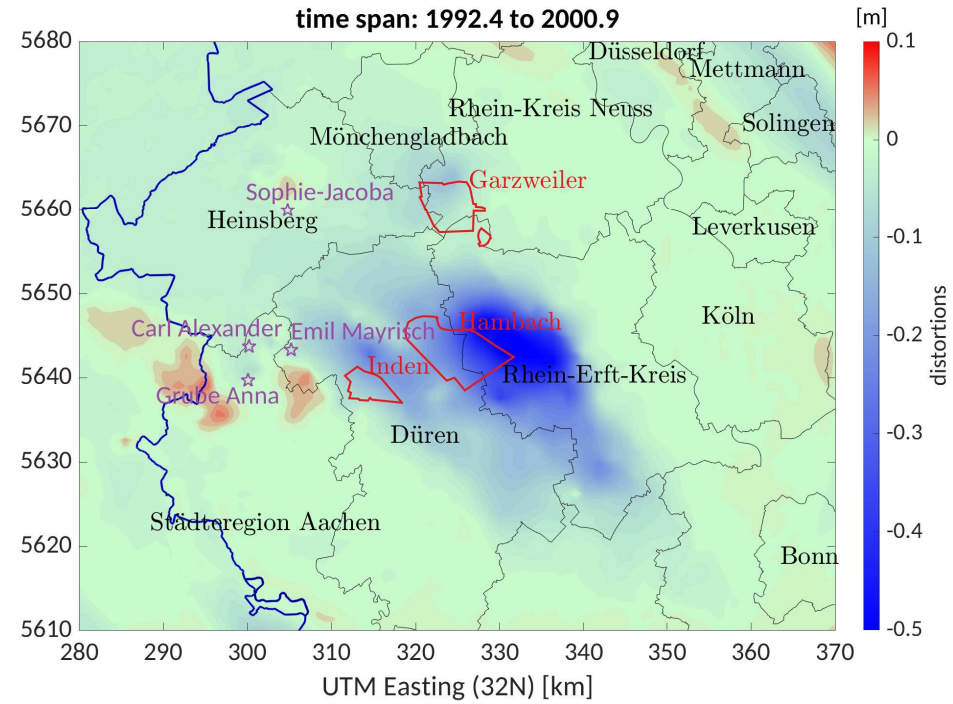 time span: 1992.4 to 2000.9
[m]
5680
5670
5660
5650
5640
5630
5620
5610
280
290
300
310
320
330
340
350
360
370
UTM Easting (32N) [km]
Düsseldorf
Mettmann
Rhein-Kreis Neuss
Solingen
Mönchengladbach
Garzweiler
Sophie-Jacoba
Heinsberg
Leverkusen
Carl Alexander
Emil Mayrisch
Hambach
Köln
Inden
Rhein-Erft-Kreis
Grube Anna
Düren
Städteregion Aachen
Bonn
0.1
0
-0.1
-0.2
-0.3
-0.4
-0.5
distortions